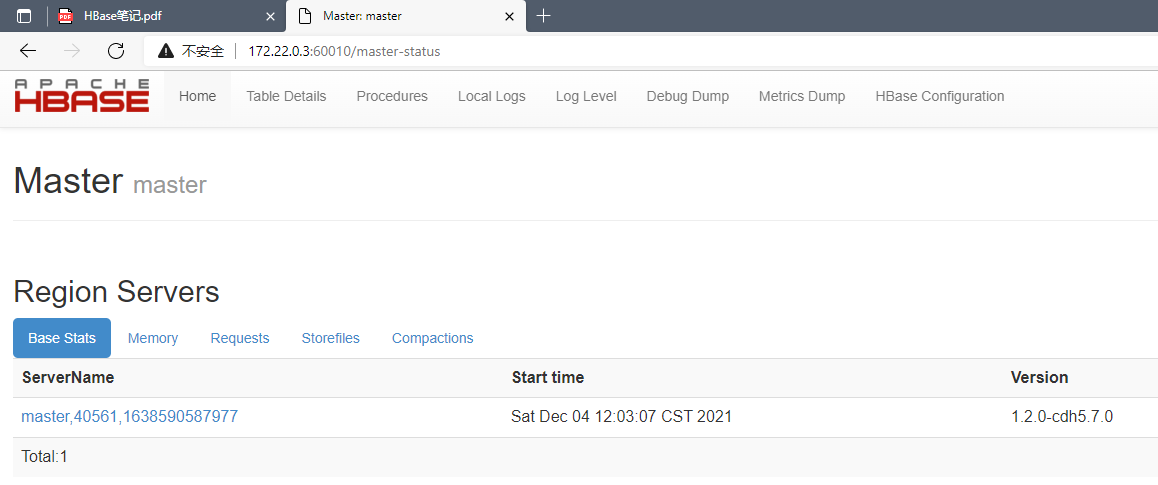 HBase笔记.pdf
Master: master
不安全
172.22.0.3:60010/master-status
APACHE
HBASE
Home Table Details Procedures Local Logs Log Level Debug Dump Metrics Dump HBase Configuration
Master master
Region Servers
Base Stats Memory Requests Storefiles Compactions
ServerName Start time Version
master,40561,1638590587977 Sat Dec 04 12:03:07 CST 2021 1.2.0-cdh5.7.0
Total:1